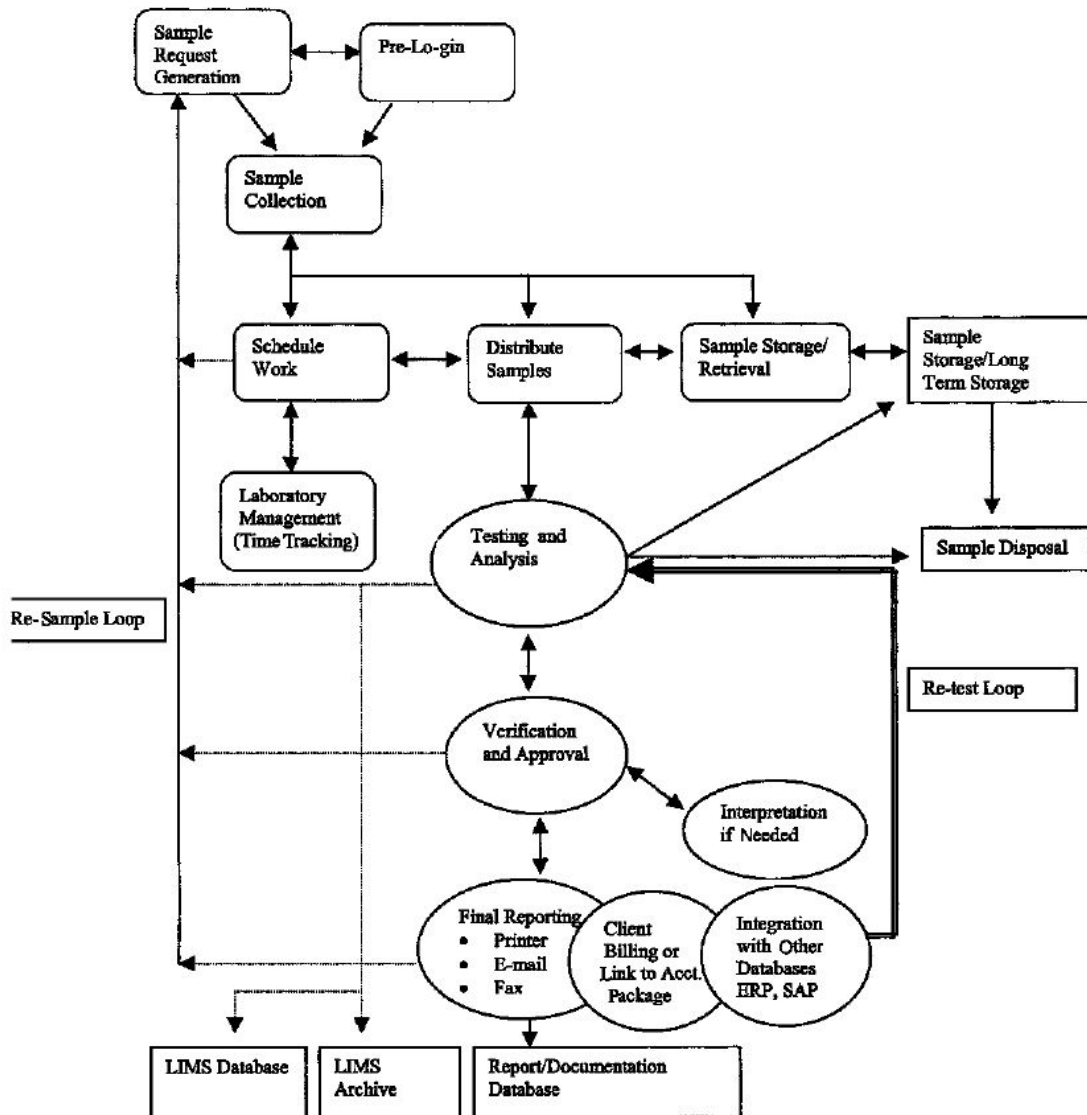 Sample
Request
Generation
Pre-Lo-gin
Sample
Collection
Schedule
Work
Distribute
Samples
Sample Storage/
Retrieval
Sample
Storage/Long
Term Storage
Laboratory
Management
(Time Tracking)
Testing and
Analysis
Sample Disposal
Re-Sample Loop
Re-test Loop
Verification
and Approval
Interpretation
if Needed
Final Reporting
• Printer
• E-mail
• Fax
Client
Billing or
Link to Acct.
Package
Integration
with Other
Databases
ERP, SAP
LIMS Database
LIMS
Archive
Report/Documentation
Database